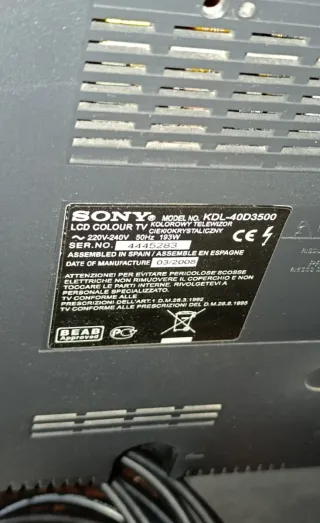 SONY® MODEL NO. KDL-40D3500
LCD COLOUR TV KOLOROWY TELEWIZOR
CIEKŁOKRYSTALICZNY
~ 220V-240V 50Hz 193W
SER.NO. 4445283
ASSEMBLED IN SPAIN / ASSEMBLE EN ESPAGNE
DATE OF MANUFACTURE 03/2008
ATTENZIONE! PER EVITARE PERICOLOSE SCOSSE
ELETTRICHE NON RIMUOVERE IL COPERCHIO E NON
TOCCARE LE PARTI INTERNE. RIVOLGETEVI A
PERSONALE SPECIALIZZATO.
TV CONFORME ALLE
PRESCRIZIONI DELL'ART.1 D.M.28.8.1992
TV CONFORME ALLE PRESCRIZIONI DEL D.M.26.8.1995
CE
BEAB
Approved